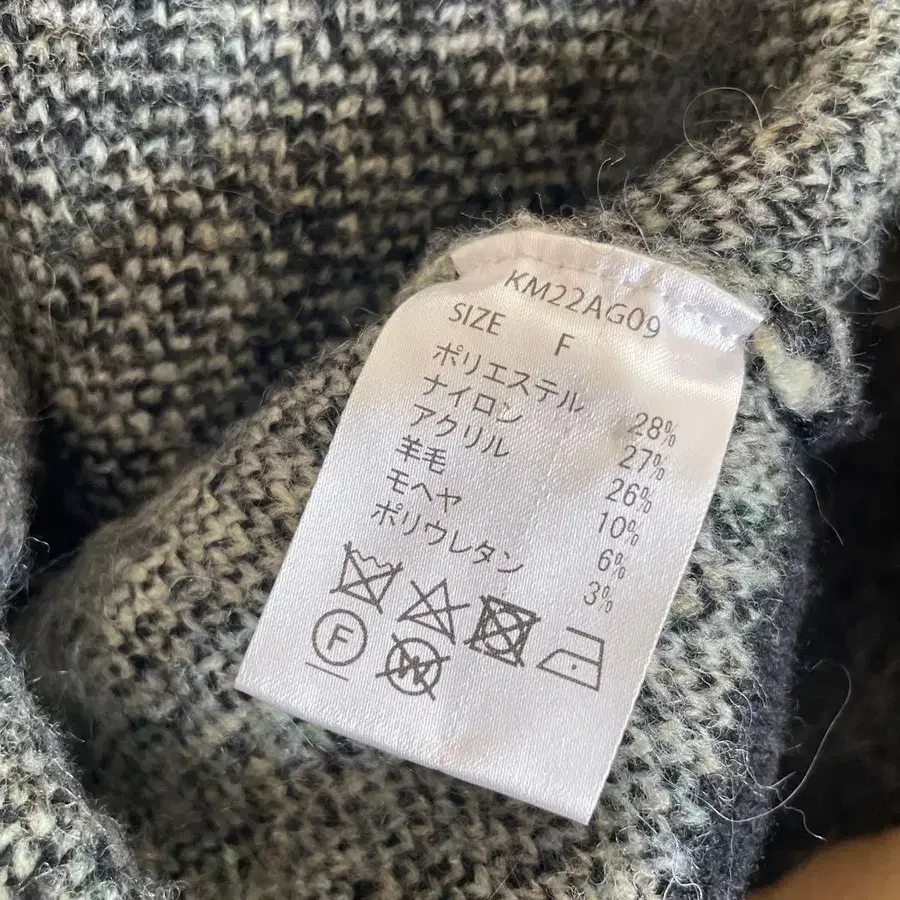 KM22AG09
SIZE F
ポリエステル 28%
ナイロン 27%
アクリル 26%
羊毛 10%
モヘヤ 6%
ポリウレタン 3%
F
W